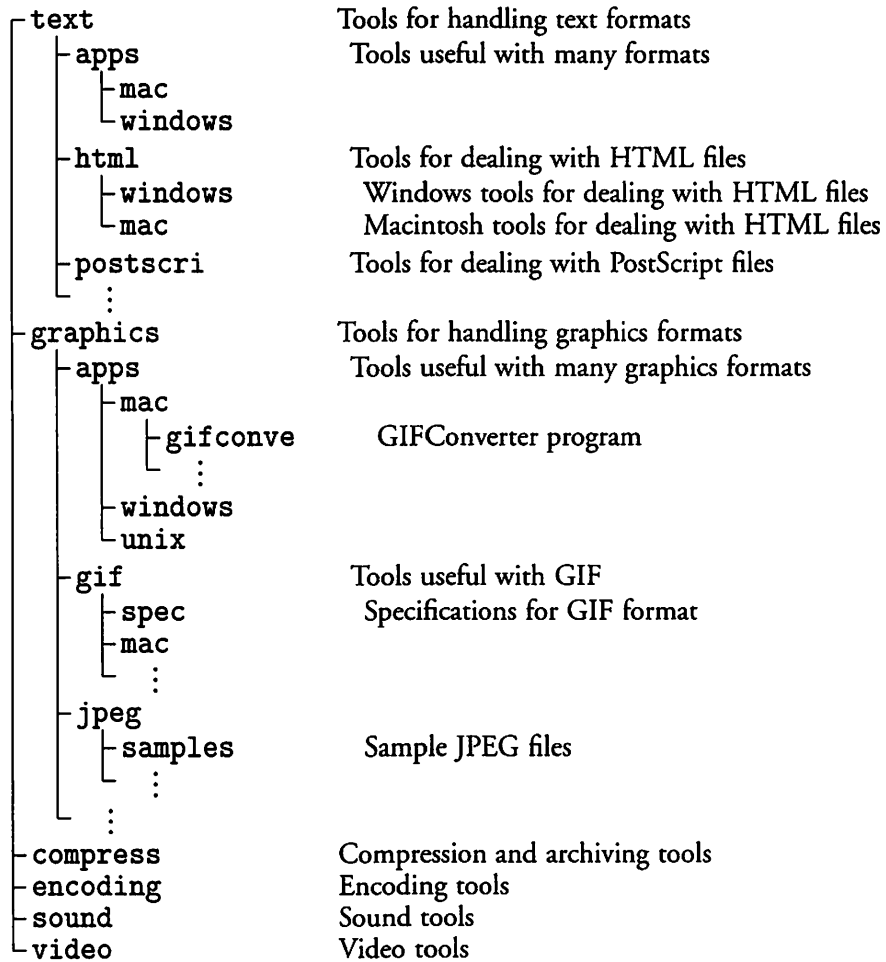 text Tools for handling text formats
apps Tools useful with many formats
mac
windows
html Tools for dealing with HTML files
windows Windows tools for dealing with HTML files
mac Macintosh tools for dealing with HTML files
postscri Tools for dealing with PostScript files
⋮
graphics Tools for handling graphics formats
apps Tools useful with many graphics formats
mac
gifconve GIFConverter program
⋮
windows
unix
gif Tools useful with GIF
spec Specifications for GIF format
mac
⋮
jpeg
samples Sample JPEG files
⋮
⋮
compress Compression and archiving tools
encoding Encoding tools
sound Sound tools
video Video tools